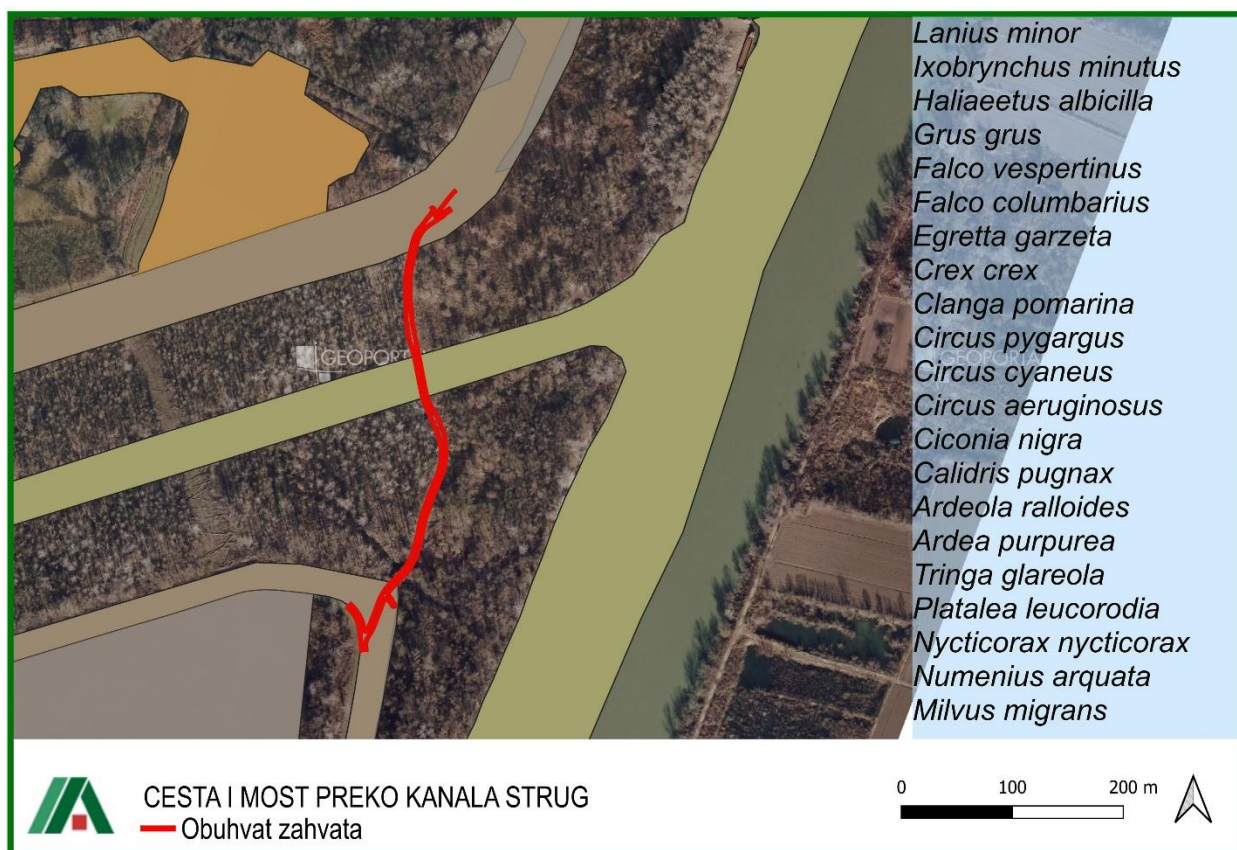 Lanius minor
Ixobrynchus minutus
Haliaeetus albicilla
Grus grus
Falco vespertinus
Falco columbarius
Egretta garzeta
Crex crex
Clanga pomarina
Circus pygargus
Circus cyaneus
Circus aeruginosus
Ciconia nigra
Calidris pugnax
Ardeola ralloides
Ardea purpurea
Tringa glareola
Platalea leucorodia
Nycticorax nycticorax
Numenius arquata
Milvus migrans
GEOPORTA
GEOPORTA
CESTA I MOST PREKO KANALA STRUG
Obuhvat zahvata
0 100 200 m